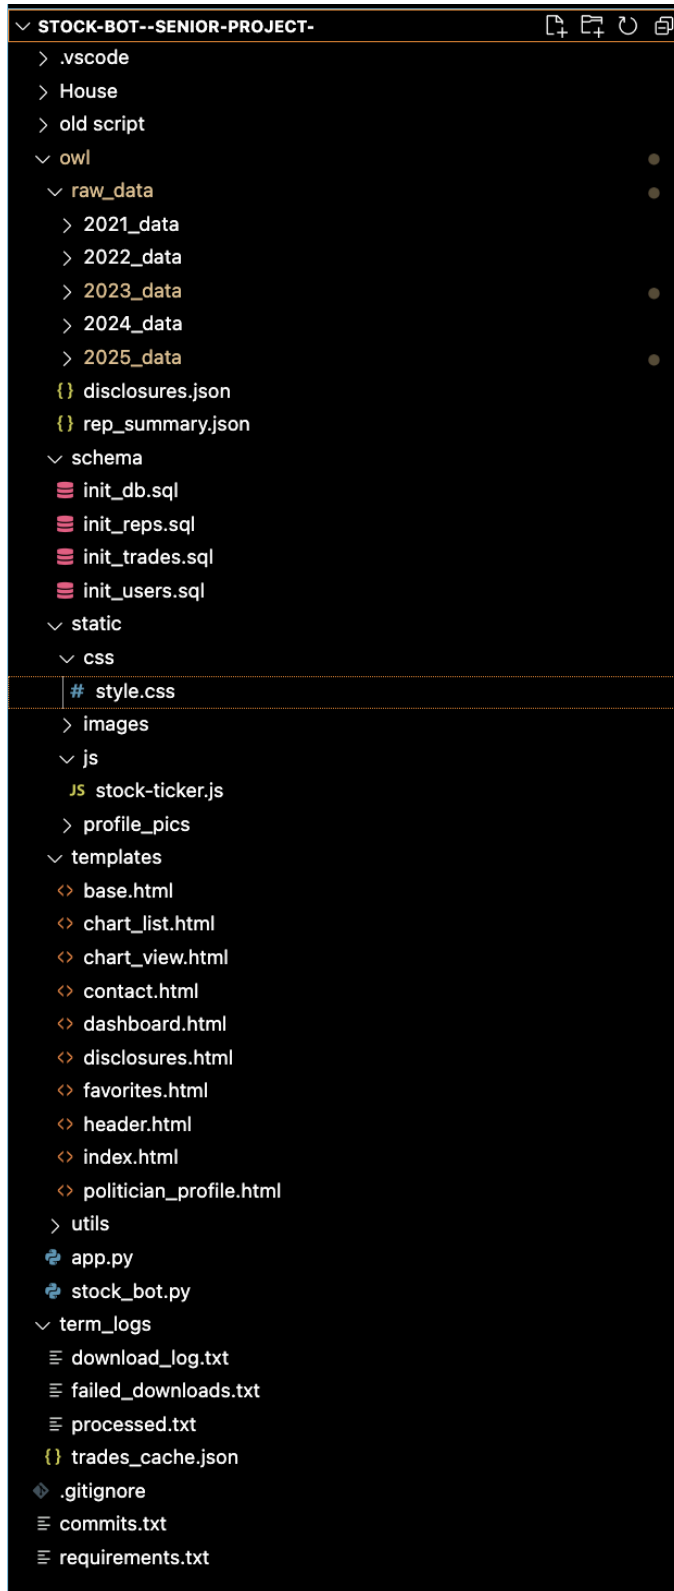 STOCK-BOT--SENIOR-PROJECT-
.vscode
House
old script
owl
raw_data
2021_data
2022_data
2023_data
2024_data
2025_data
{} disclosures.json
{} rep_summary.json
schema
init_db.sql
init_reps.sql
init_trades.sql
init_users.sql
static
css
# style.css
images
js
JS stock-ticker.js
profile_pics
templates
<> base.html
<> chart_list.html
<> chart_view.html
<> contact.html
<> dashboard.html
<> disclosures.html
<> favorites.html
<> header.html
<> index.html
<> politician_profile.html
utils
app.py
stock_bot.py
term_logs
download_log.txt
failed_downloads.txt
processed.txt
{} trades_cache.json
.gitignore
commits.txt
requirements.txt